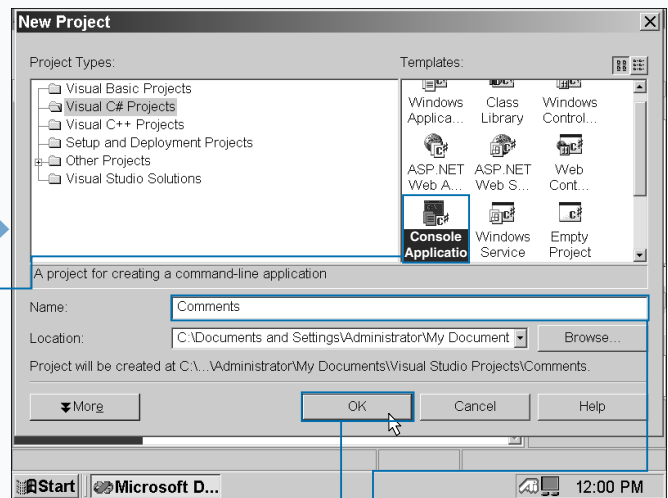 New Project
Project Types:
Templates:
Visual Basic Projects
Visual C# Projects
Visual C++ Projects
Setup and Deployment Projects
Other Projects
Visual Studio Solutions
Windows Applica...
Class Library
Windows Control...
ASP.NET Web A...
ASP.NET Web S...
Web Cont...
Console Applicatio
Windows Service
Empty Project
A project for creating a command-line application
Name:
Comments
Location:
C:\Documents and Settings\Administrator\My Document
Browse...
Project will be created at C:\...\Administrator\My Documents\Visual Studio Projects\Comments.
More
OK
Cancel
Help
Start
Microsoft D...
12:00 PM